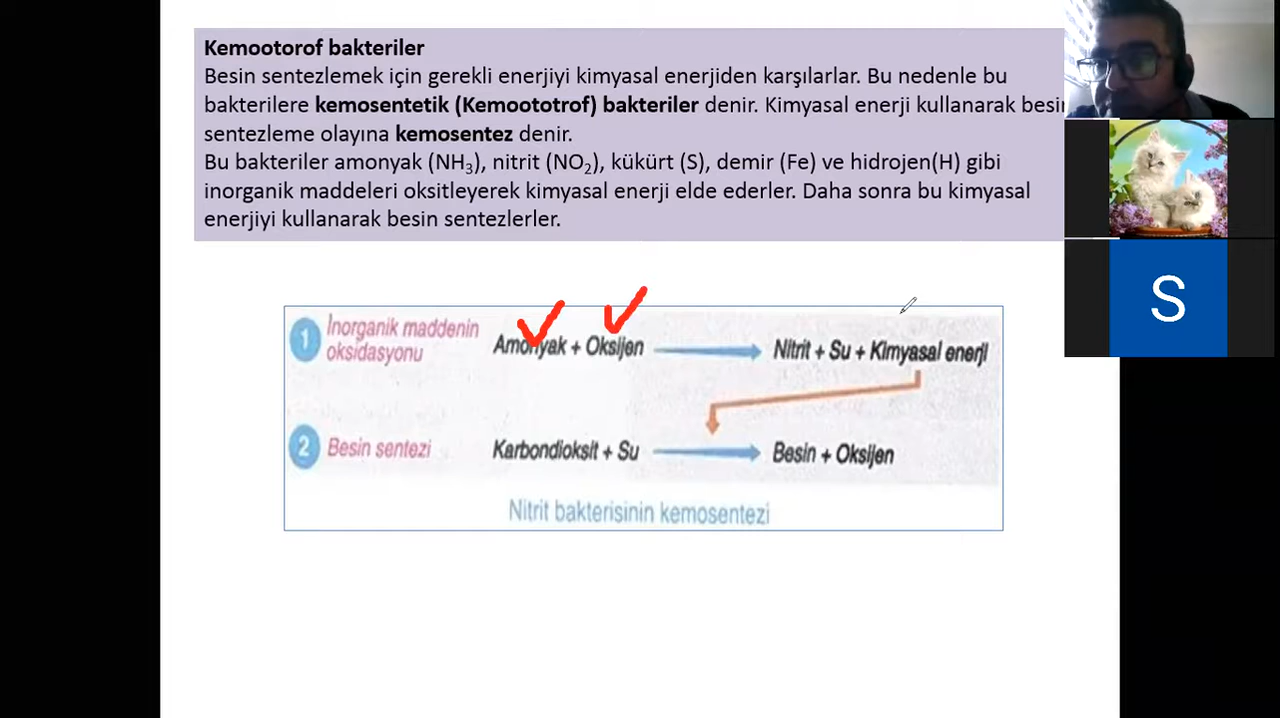 Kemootorof bakteriler
Besin sentezlemek için gerekli enerjiyi kimyasal enerjiden karşılarlar. Bu nedenle bu
bakterilere kemosentetik (Kemoototrof) bakteriler denir. Kimyasal enerji kullanarak besin
sentezleme olayına kemosentez denir.
Bu bakteriler amonyak (NH₃), nitrit (NO₂), kükürt (S), demir (Fe) ve hidrojen(H) gibi
inorganik maddeleri oksitleyerek kimyasal enerji elde ederler. Daha sonra bu kimyasal
enerjiyi kullanarak besin sentezlerler.
S
1 İnorganik maddenin
oksidasyonu
Amonyak + Oksijen
Nitrit + Su + Kimyasal enerji
2 Besin sentezi
Karbondioksit + Su
Besin + Oksijen
Nitrit bakterisinin kemosentezi